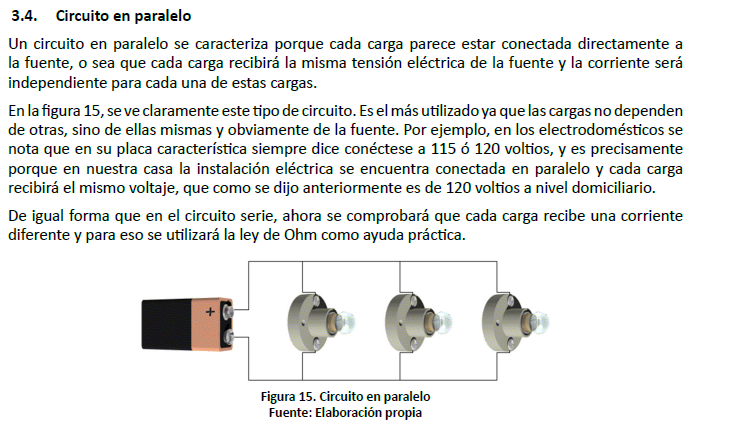 3.4. Circuito en paralelo
Un circuito en paralelo se caracteriza porque cada carga parece estar conectada directamente a
la fuente, o sea que cada carga recibirá la misma tensión eléctrica de la fuente y la corriente será
independiente para cada una de estas cargas.
En la figura 15, se ve claramente este tipo de circuito. Es el más utilizado ya que las cargas no dependen
de otras, sino de ellas mismas y obviamente de la fuente. Por ejemplo, en los electrodomésticos se
nota que en su placa característica siempre dice conéctese a 115 ó 120 voltios, y es precisamente
porque en nuestra casa la instalación eléctrica se encuentra conectada en paralelo y cada carga
recibirá el mismo voltaje, que como se dijo anteriormente es de 120 voltios a nivel domiciliario.
De igual forma que en el circuito serie, ahora se comprobará que cada carga recibe una corriente
diferente y para eso se utilizará la ley de Ohm como ayuda práctica.
+
Figura 15. Circuito en paralelo
Fuente: Elaboración propia